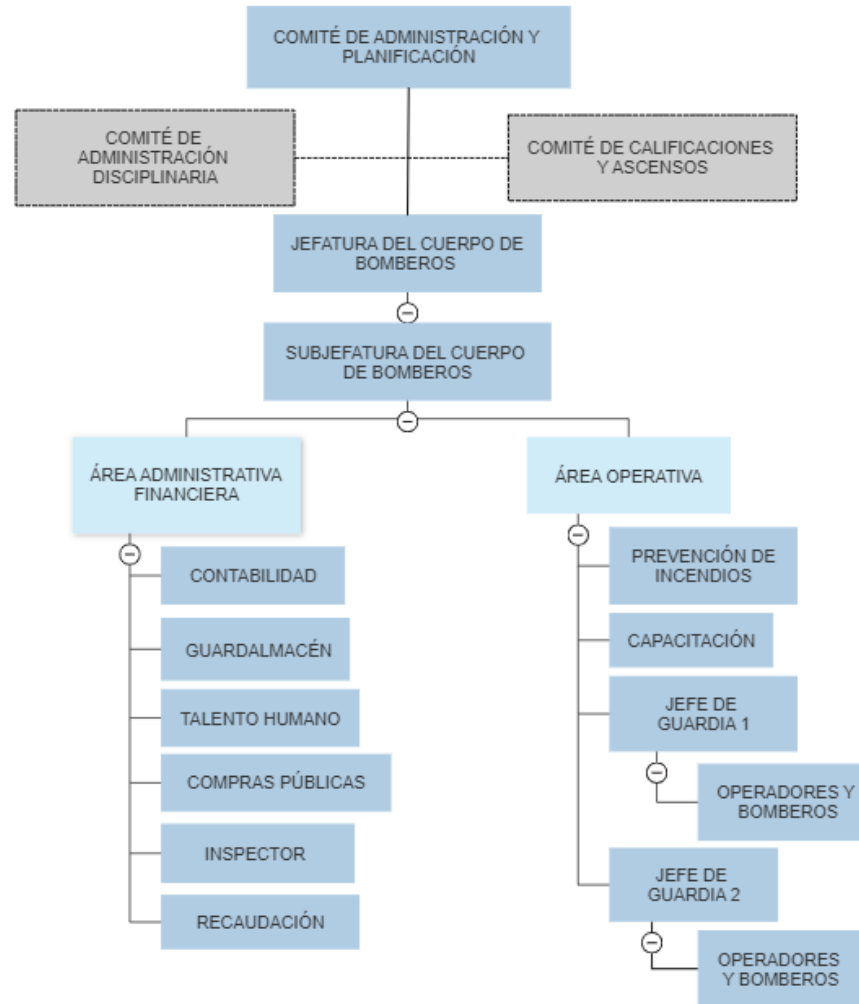 COMITÉ DE ADMINISTRACIÓN Y
PLANIFICACIÓN
COMITÉ DE
ADMINISTRACIÓN
DISCIPLINARIA
COMITÉ DE CALIFICACIONES
Y ASCENSOS
JEFATURA DEL CUERPO DE
BOMBEROS
SUBJEFATURA DEL CUERPO
DE BOMBEROS
ÁREA ADMINISTRATIVA
FINANCIERA
CONTABILIDAD
GUARDALMACÉN
TALENTO HUMANO
COMPRAS PÚBLICAS
INSPECTOR
RECAUDACIÓN
ÁREA OPERATIVA
PREVENCIÓN DE
INCENDIOS
CAPACITACIÓN
JEFE DE
GUARDIA 1
OPERADORES Y
BOMBEROS
JEFE DE
GUARDIA 2
OPERADORES
Y BOMBEROS